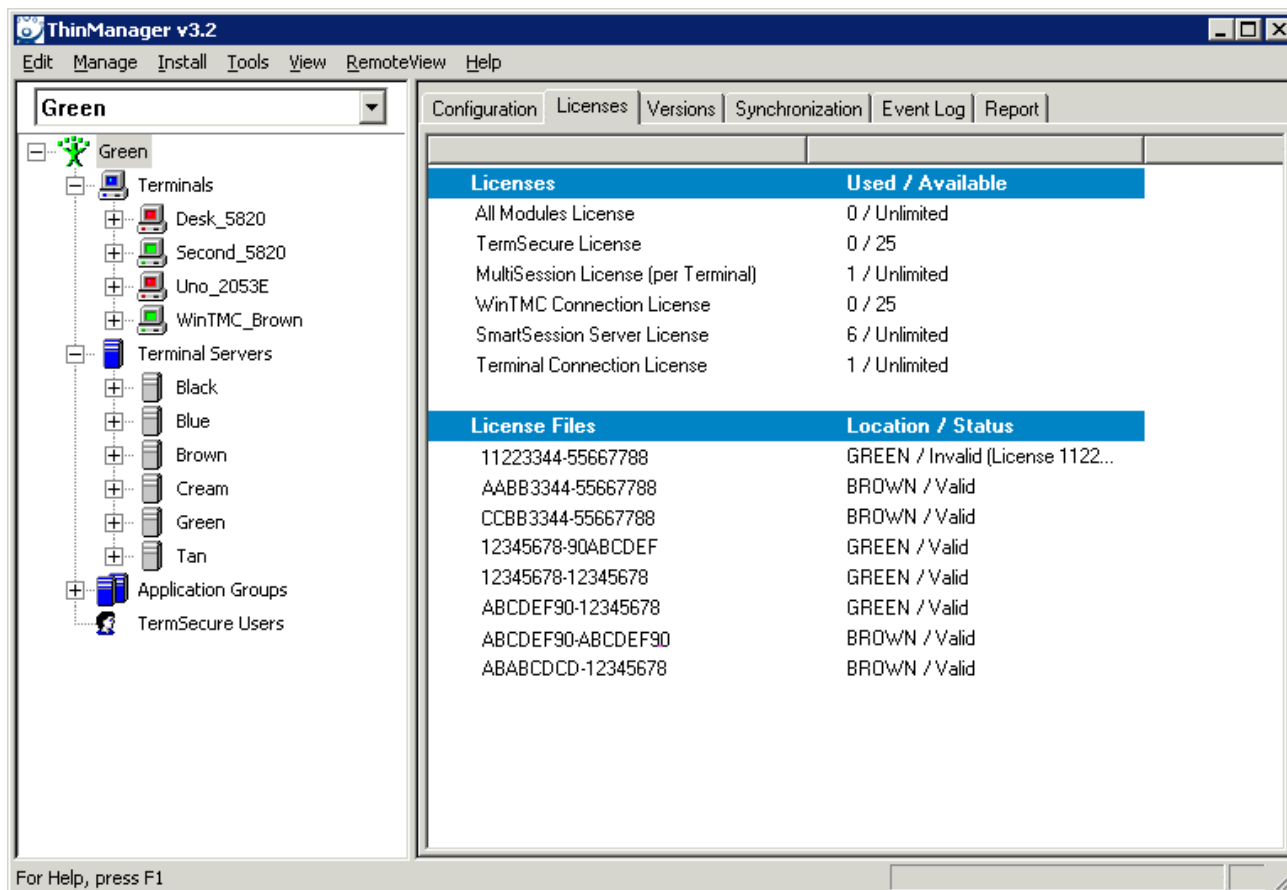 ThinManager v3.2
Edit Manage Install Tools View RemoteView Help
Green
Green
Terminals
Desk_5820
Second_5820
Uno_2053E
WinTMC_Brown
Terminal Servers
Black
Blue
Brown
Cream
Green
Tan
Application Groups
TermSecure Users
Configuration Licenses Versions Synchronization Event Log Report
Licenses Used / Available
All Modules License 0 / Unlimited
TermSecure License 0 / 25
MultiSession License (per Terminal) 1 / Unlimited
WinTMC Connection License 0 / 25
SmartSession Server License 6 / Unlimited
Terminal Connection License 1 / Unlimited
License Files Location / Status
11223344-55667788 GREEN / Invalid (License 1122...
AABB3344-55667788 BROWN / Valid
CCBB3344-55667788 BROWN / Valid
12345678-90ABCDEF GREEN / Valid
12345678-12345678 GREEN / Valid
ABCDEF90-12345678 GREEN / Valid
ABCDEF90-ABCDEF90 BROWN / Valid
ABABCDCD-12345678 BROWN / Valid
For Help, press F1